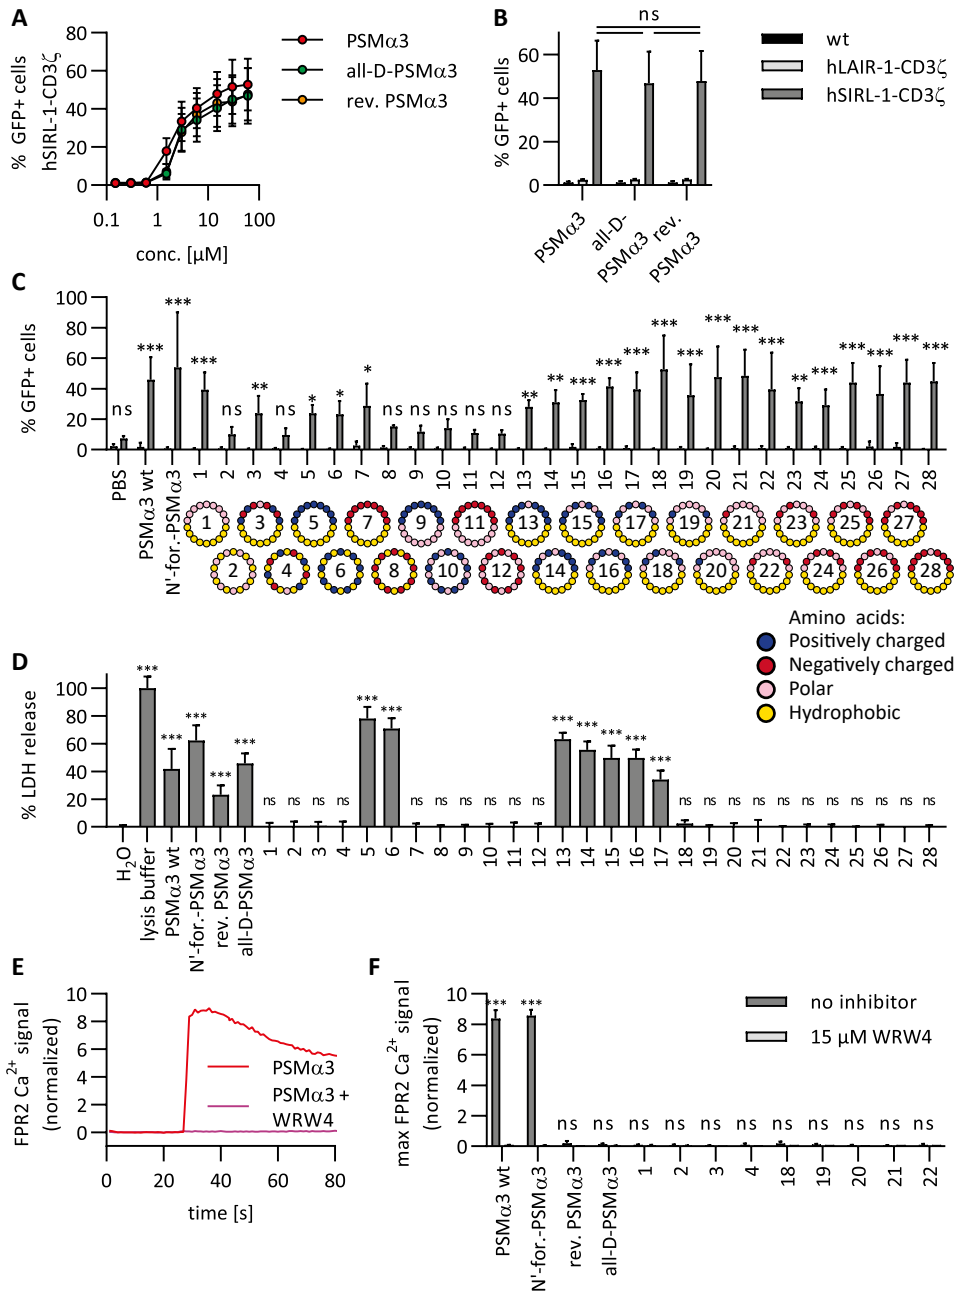 A
% GFP+ cells
hSIRL-1-CD3ζ
80
60
40
20
0
0.1
1
10
100
conc. [µM]
PSMα3
all-D-PSMα3
rev. PSMα3
B
% GFP+ cells
60
40
20
0
ns
PSMα3
all-D-
PSMα3
rev.
PSMα3
wt
hLAIR-1-CD3ζ
hSIRL-1-CD3ζ
C
% GFP+ cells
100
80
60
40
20
0
ns *** *** *** ns ** ns * * * ns ns ns ns ns ** ** *** *** *** *** *** *** *** *** ** *** *** *** *** ***
PBS
PSMα3 wt
N'-for.-PSMα3
1 2 3 4 5 6 7 8 9 10 11 12 13 14 15 16 17 18 19 20 21 22 23 24 25 26 27 28
1 3 5 7 9 11 13 15 17 19 21 23 25 27
2 4 6 8 10 12 14 16 18 20 22 24 26 28
Amino acids:
Positively charged
Negatively charged
Polar
Hydrophobic
D
% LDH release
100
80
60
40
20
0
*** *** *** *** *** ns ns ns ns *** *** ns ns ns ns ns ns *** *** *** *** *** ns ns ns ns ns ns ns ns ns ns ns
H2O
lysis buffer
PSMα3 wt
N'-for.-PSMα3
rev. PSMα3
all-D-PSMα3
1 2 3 4 5 6 7 8 9 10 11 12 13 14 15 16 17 18 19 20 21 22 23 24 25 26 27 28
E
FPR2 Ca2+ signal
(normalized)
10
8
6
4
2
0
0
20
40
60
80
time [s]
PSMα3
PSMα3 +
WRW4
F
max FPR2 Ca2+ signal
(normalized)
10
8
6
4
2
0
*** *** ns ns ns ns ns ns ns ns ns ns ns
PSMα3 wt
N'-for.-PSMα3
rev. PSMα3
all-D-PSMα3
1 2 3 4 18 19 20 21 22
no inhibitor
15 µM WRW4